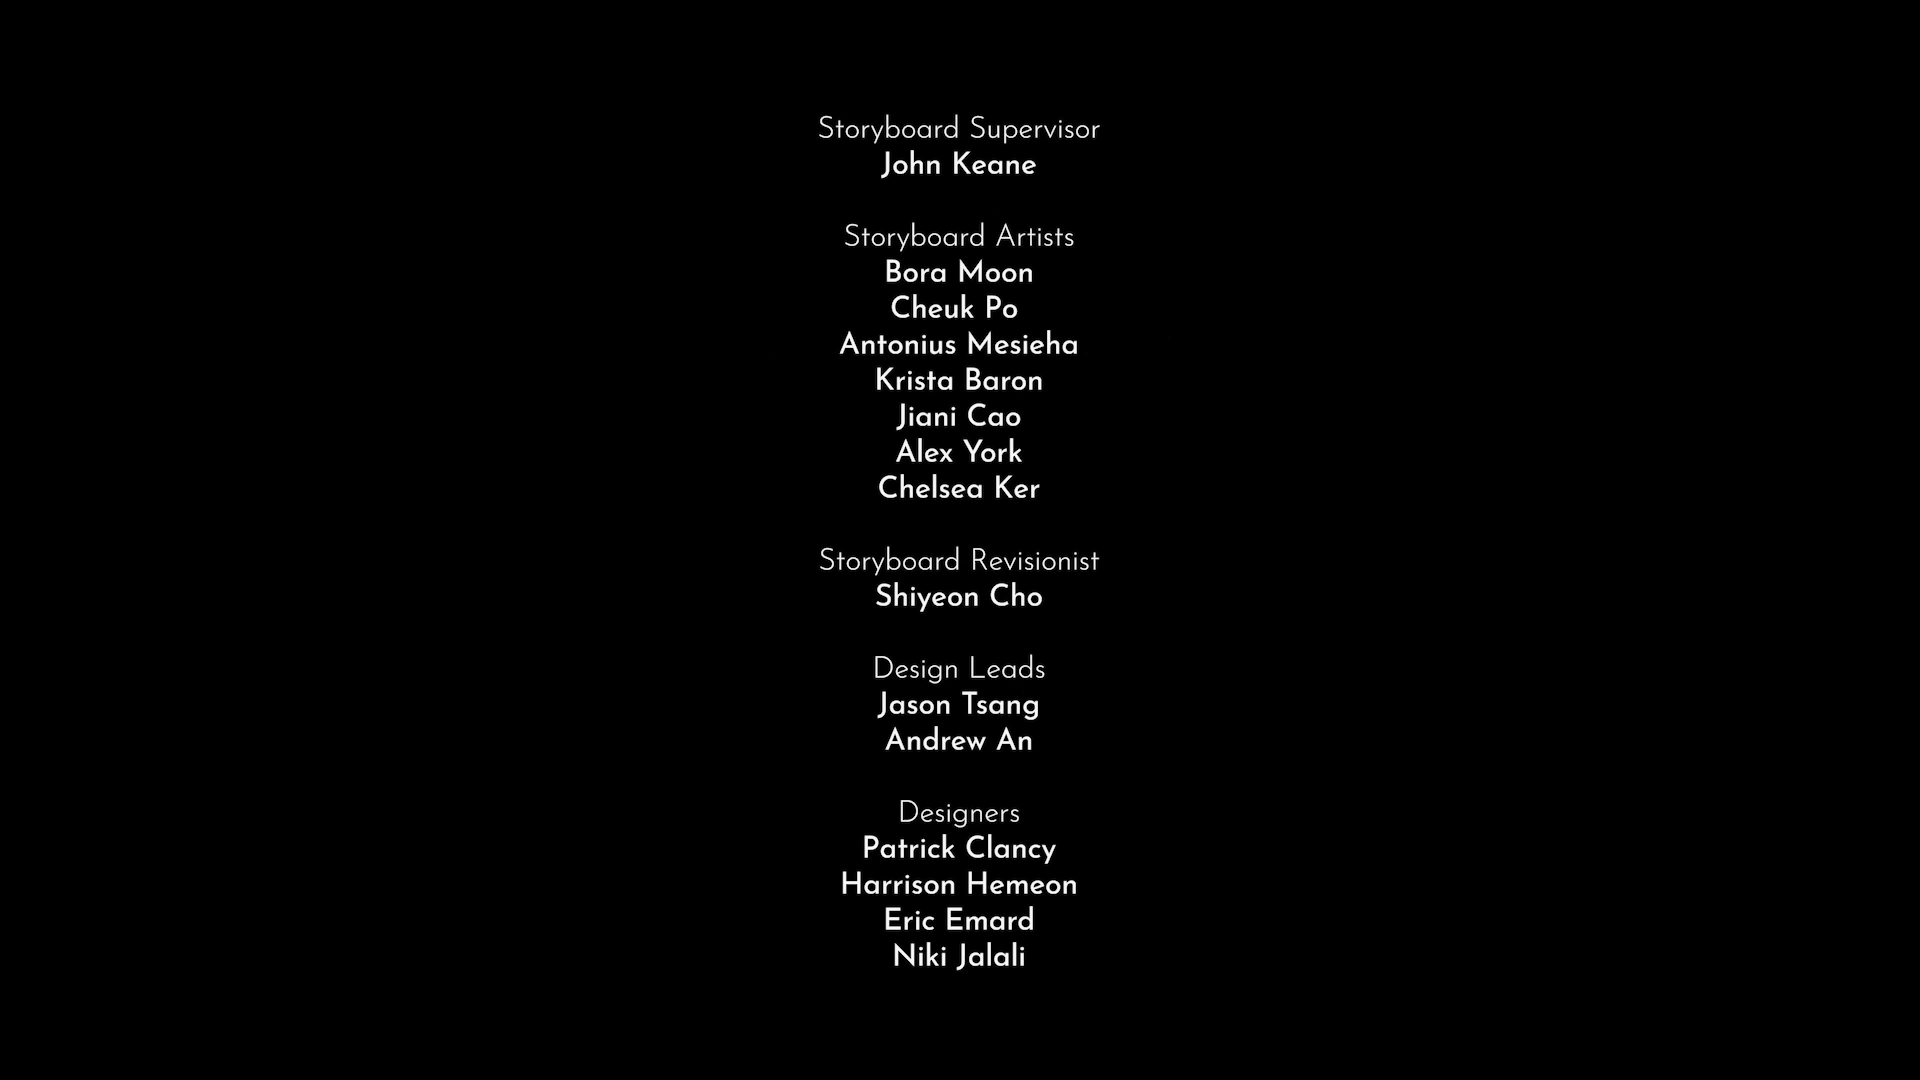 Storyboard Supervisor
John Keane
Storyboard Artists
Bora Moon
Cheuk Po
Antonius Mesieha
Krista Baron
Jiani Cao
Alex York
Chelsea Ker
Storyboard Revisionist
Shiyeon Cho
Design Leads
Jason Tsang
Andrew An
Designers
Patrick Clancy
Harrison Hemeon
Eric Emard
Niki Jalali